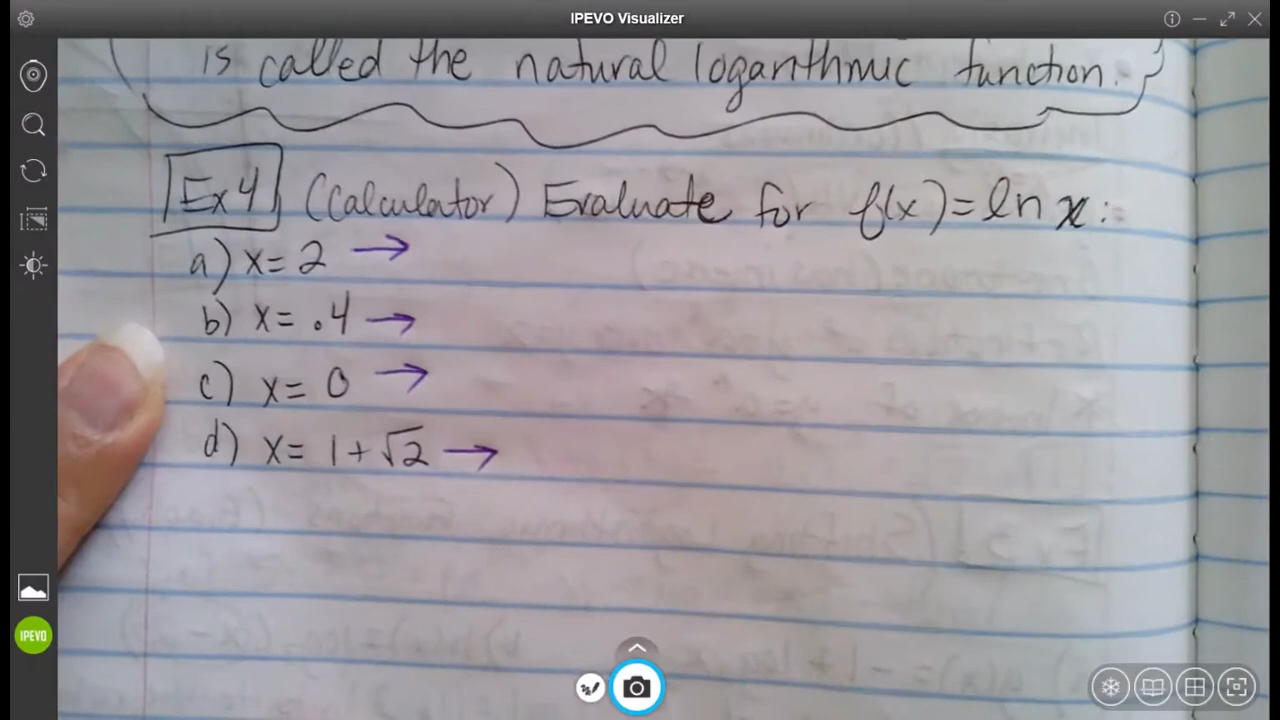 IPEVO Visualizer
is called the natural logarithmic function.
Ex 4 (Calculator) Evaluate for f(x) = ln x :
a) x = 2 →
b) x = .4 →
c) x = 0 →
d) x = 1 + √2 →
IPEVO